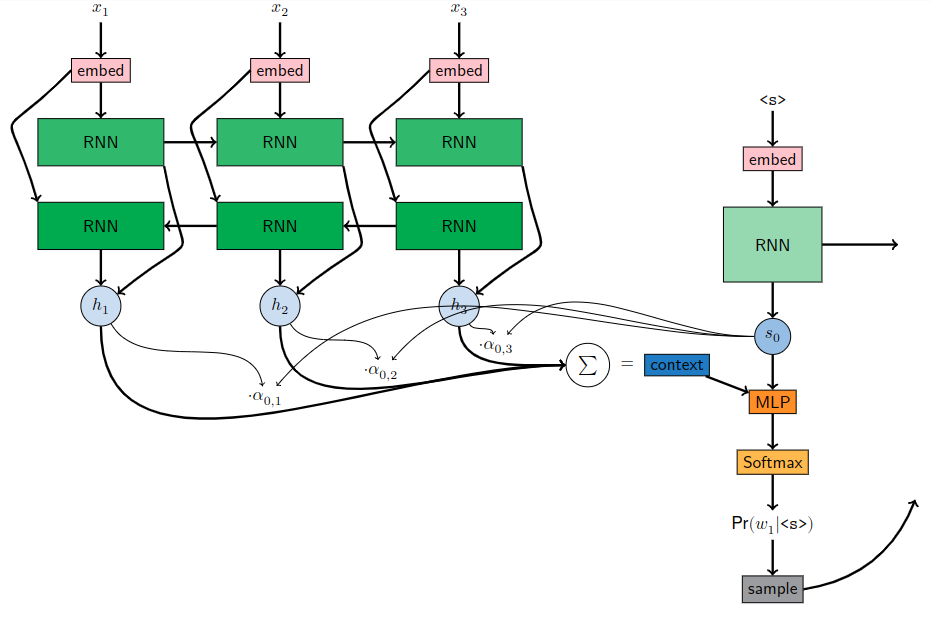 x₁ x₂ x₃
embed embed embed
<s>
RNN RNN RNN
embed
RNN RNN RNN
RNN
h₁ h₂ h₃
s₀
·α₀,₃
·α₀,₂
∑ = context
·α₀,₁
MLP
Softmax
Pr(w₁|<s>)
sample